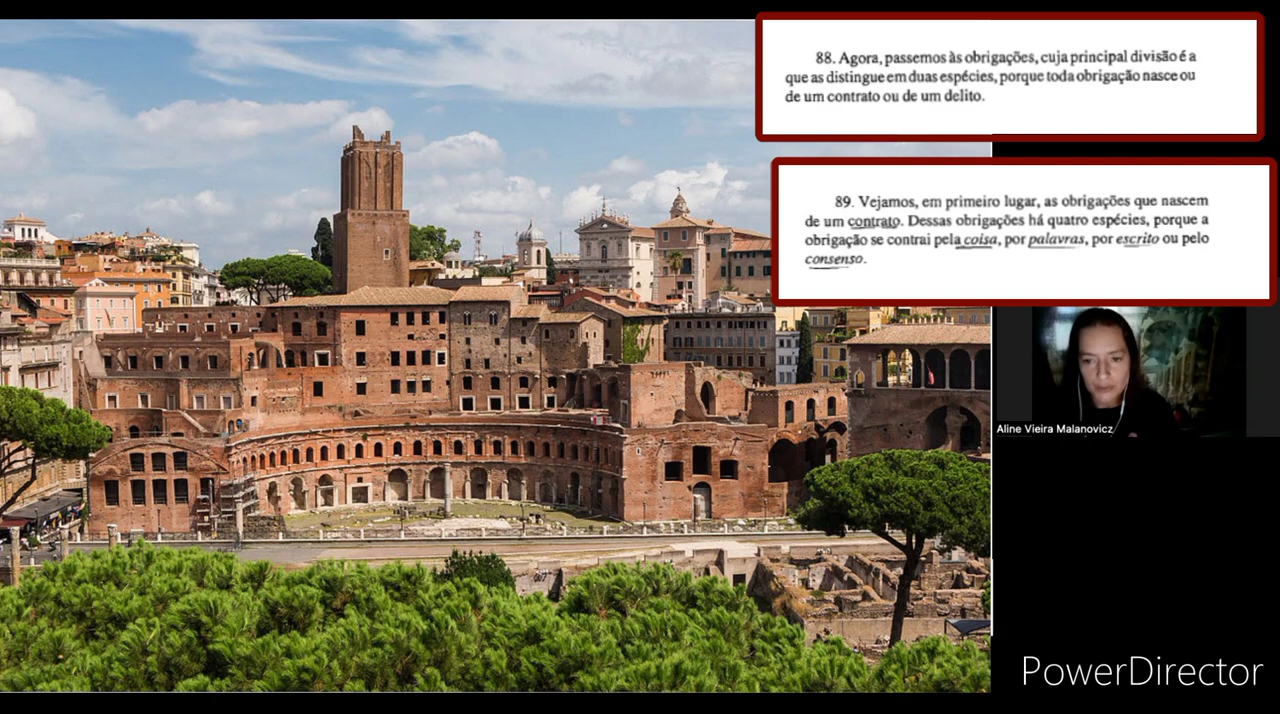 88. Agora, passemos às obrigações, cuja principal divisão é a
que as distingue em duas espécies, porque toda obrigação nasce ou
de um contrato ou de um delito.
89. Vejamos, em primeiro lugar, as obrigações que nascem
de um contrato. Dessas obrigações há quatro espécies, porque a
obrigação se contrai pela coisa, por palavras, por escrito ou pelo
consenso.
Aline Vieira Malanovicz
PowerDirector